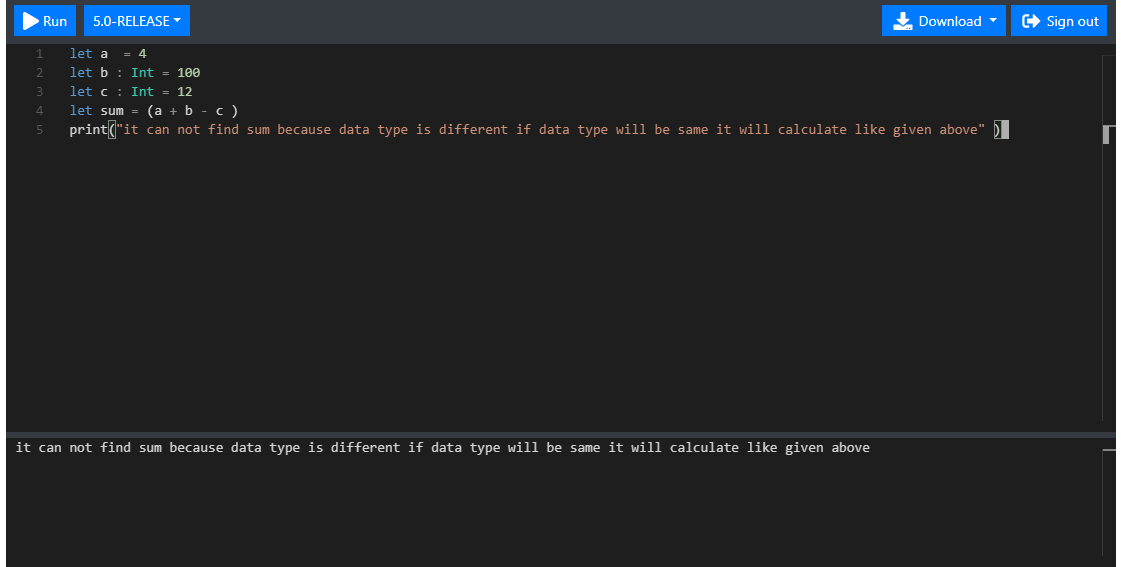 Run 5.0-RELEASE Download Sign out
1 let a  = 4
2 let b : Int = 100
3 let c : Int = 12
4 let sum = (a + b - c )
5 print("it can not find sum because data type is different if data type will be same it will calculate like given above" )
it can not find sum because data type is different if data type will be same it will calculate like given above